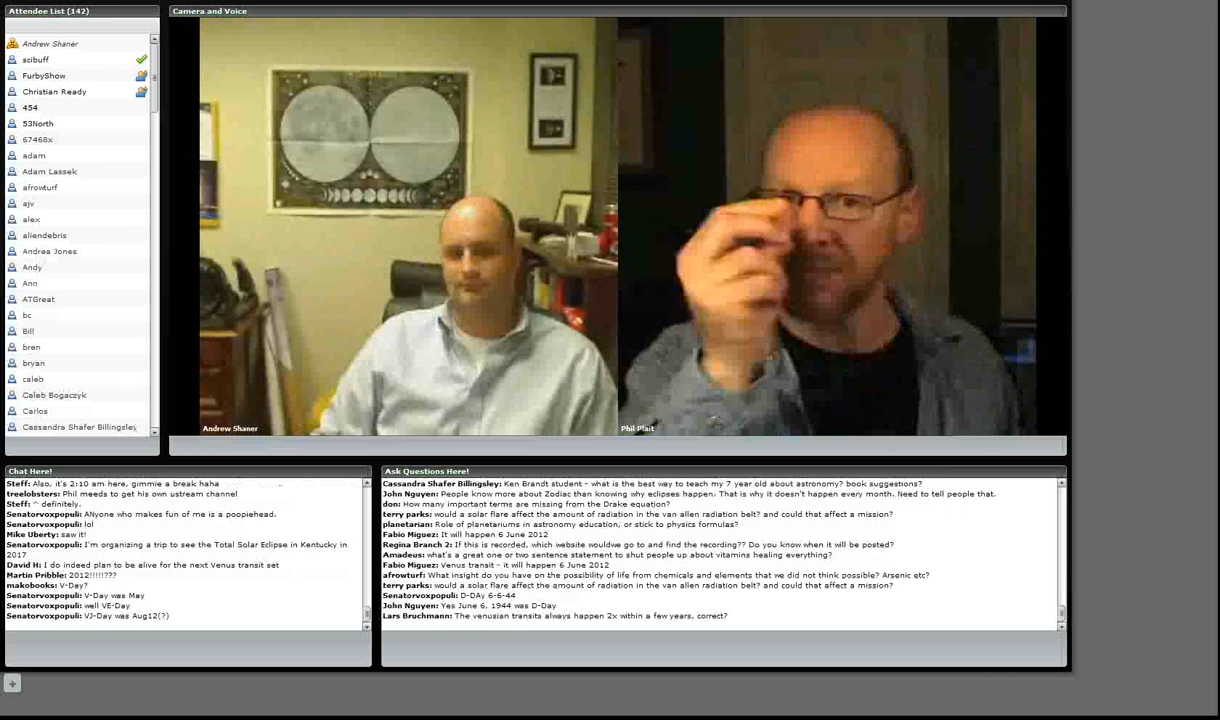 Attendee List (142)
Andrew Shaner
scibuff
FurbyShow
Christian Ready
454
53North
67468x
adam
Adam Lassek
afrowturf
ajv
alex
aliendebris
Andrea Jones
Andy
Ann
ATGreat
bc
Bill
bren
bryan
caleb
Caleb Bogaczyk
Carlos
Cassandra Shafer Billingsley
Camera and Voice
Andrew Shaner
Phil Plait
Chat Here!
Steff: Also, it's 2:10 am here, gimmie a break haha
treelobsters: Phil meeds to get his own ustream channel
Steff: ^ definitely.
Senatorvoxpopuli: ANyone who makes fun of me is a poopiehead.
Senatorvoxpopuli: lol
Mike Uberty: saw it!
Senatorvoxpopuli: I'm organizing a trip to see the Total Solar Eclipse in Kentucky in
2017
David H: I do indeed plan to be alive for the next Venus transit set
Martin Pribble: 2012!!!!!???
makobooks: V-Day?
Senatorvoxpopuli: V-Day was May
Senatorvoxpopuli: well VE-Day
Senatorvoxpopuli: VJ-Day was Aug12(?)
Ask Questions Here!
Cassandra Shafer Billingsley: Ken Brandt student - what is the best way to teach my 7 year old about astronomy? book suggestions?
John Nguyen: People know more about Zodiac than knowing why eclipses happen. That is why it doesn't happen every month. Need to tell people that.
don: How many important terms are missing from the Drake equation?
terry parks: would a solar flare affect the amount of radiation in the van allen radiation belt? and could that affect a mission?
planetarian: Role of planetariums in astronomy education, or stick to physics formulas?
Fabio Miguez: It will happen 6 June 2012
Regina Branch 2: If this is recorded, which website wouldve go to and find the recording?? Do you know when it will be posted?
Amadeus: what's a great one or two sentence statement to shut people up about vitamins healing everything?
Fabio Miguez: Venus transit - it will happen 6 June 2012
afrowturf: What insight do you have on the possibility of life from chemicals and elements that we did not think possible? Arsenic etc?
terry parks: would a solar flare affect the amount of radiation in the van allen radiation belt? and could that affect a mission?
Senatorvoxpopuli: D-DAy 6-6-44
John Nguyen: Yes June 6, 1944 was D-Day
Lars Bruchmann: The venusian transits always happen 2x within a few years, correct?